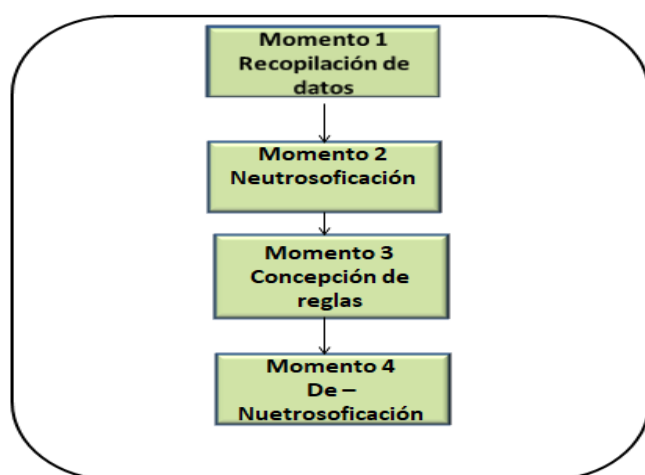 Momento 1
Recopilación de
datos
Momento 2
Neutrosoficación
Momento 3
Concepción de
reglas
Momento 4
De –
Nuetrosoficación